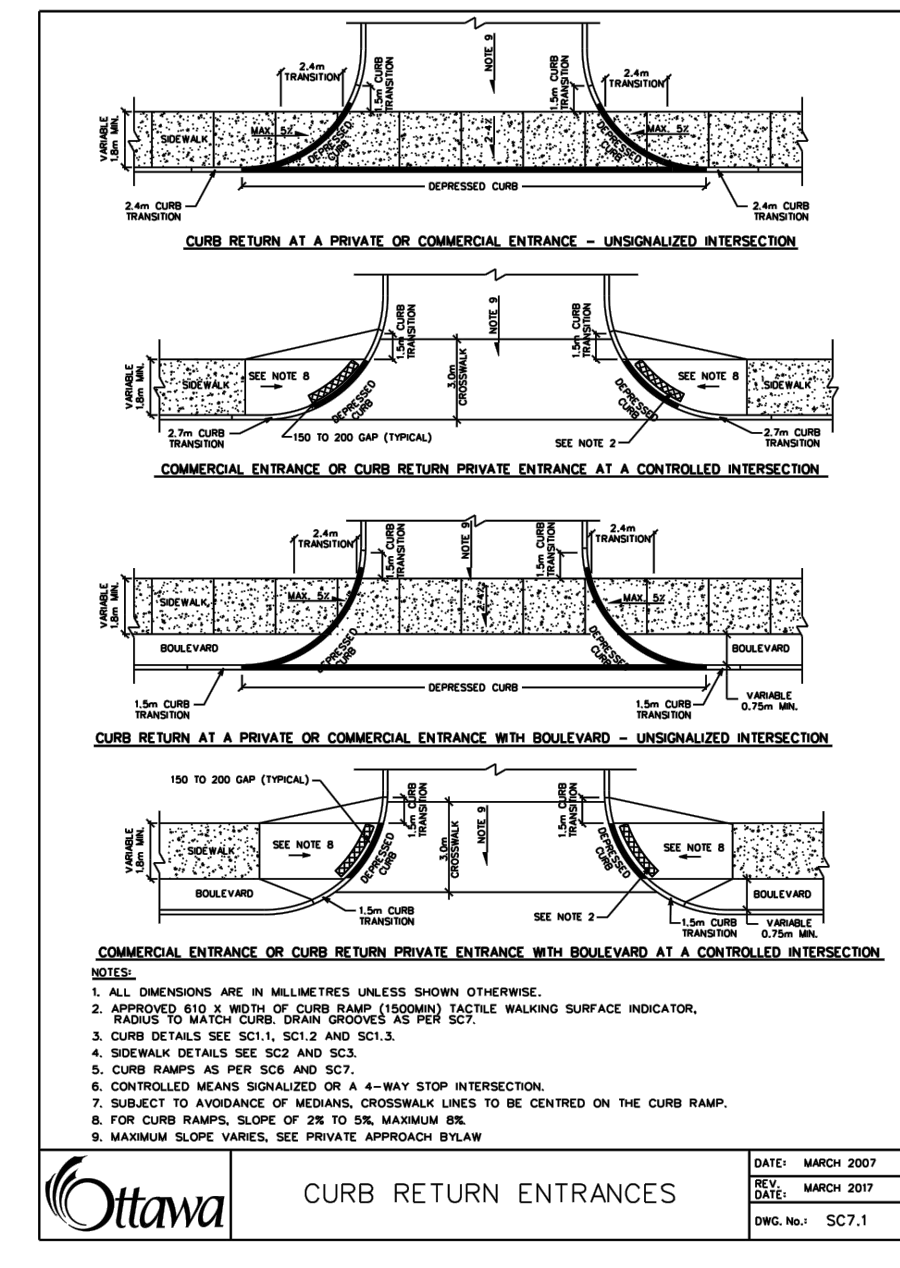 2.4m
TRANSITION
1.5m CURB
TRANSITION
NOTE 9
1.5m CURB
TRANSITION
2.4m
TRANSITION
VARIABLE
1.8m MIN.
SIDEWALK
MAX. 5%
DEPRESSED
CURB
2-4%
DEPRESSED
CURB
MAX. 5%
DEPRESSED CURB
2.4m CURB
TRANSITION
2.4m CURB
TRANSITION
CURB RETURN AT A PRIVATE OR COMMERCIAL ENTRANCE - UNSIGNALIZED INTERSECTION
1.5m CURB
TRANSITION
NOTE 9
1.5m CURB
TRANSITION
VARIABLE
1.8m MIN.
SIDEWALK
SEE NOTE 8
DEPRESSED
CURB
3.0m
CROSSWALK
DEPRESSED
CURB
SEE NOTE 8
SIDEWALK
2.7m CURB
TRANSITION
150 TO 200 GAP (TYPICAL)
SEE NOTE 2
2.7m CURB
TRANSITION
COMMERCIAL ENTRANCE OR CURB RETURN PRIVATE ENTRANCE AT A CONTROLLED INTERSECTION
2.4m
TRANSITION
1.5m CURB
TRANSITION
NOTE 9
1.5m CURB
TRANSITION
2.4m
TRANSITION
VARIABLE
1.8m MIN.
SIDEWALK
MAX. 5%
2-4%
MAX. 5%
BOULEVARD
DEPRESSED
CURB
DEPRESSED
CURB
BOULEVARD
DEPRESSED CURB
1.5m CURB
TRANSITION
1.5m CURB
TRANSITION
VARIABLE
0.75m MIN.
CURB RETURN AT A PRIVATE OR COMMERCIAL ENTRANCE WITH BOULEVARD - UNSIGNALIZED INTERSECTION
150 TO 200 GAP (TYPICAL)
1.5m CURB
TRANSITION
NOTE 9
1.5m CURB
TRANSITION
VARIABLE
1.8m MIN.
SIDEWALK
SEE NOTE 8
DEPRESSED
CURB
3.0m
CROSSWALK
DEPRESSED
CURB
SEE NOTE 8
BOULEVARD
BOULEVARD
1.5m CURB
TRANSITION
SEE NOTE 2
1.5m CURB
TRANSITION
VARIABLE
0.75m MIN.
COMMERCIAL ENTRANCE OR CURB RETURN PRIVATE ENTRANCE WITH BOULEVARD AT A CONTROLLED INTERSECTION
NOTES:
1. ALL DIMENSIONS ARE IN MILLIMETRES UNLESS SHOWN OTHERWISE.
2. APPROVED 610 X WIDTH OF CURB RAMP (1500MIN) TACTILE WALKING SURFACE INDICATOR,
RADIUS TO MATCH CURB. DRAIN GROOVES AS PER SC7.
3. CURB DETAILS SEE SC1.1, SC1.2 AND SC1.3.
4. SIDEWALK DETAILS SEE SC2 AND SC3.
5. CURB RAMPS AS PER SC6 AND SC7.
6. CONTROLLED MEANS SIGNALIZED OR A 4-WAY STOP INTERSECTION.
7. SUBJECT TO AVOIDANCE OF MEDIANS, CROSSWALK LINES TO BE CENTRED ON THE CURB RAMP.
8. FOR CURB RAMPS, SLOPE OF 2% TO 5%, MAXIMUM 8%.
9. MAXIMUM SLOPE VARIES, SEE PRIVATE APPROACH BYLAW
Ottawa
CURB RETURN ENTRANCES
DATE: MARCH 2007
REV. DATE: MARCH 2017
DWG. No.: SC7.1